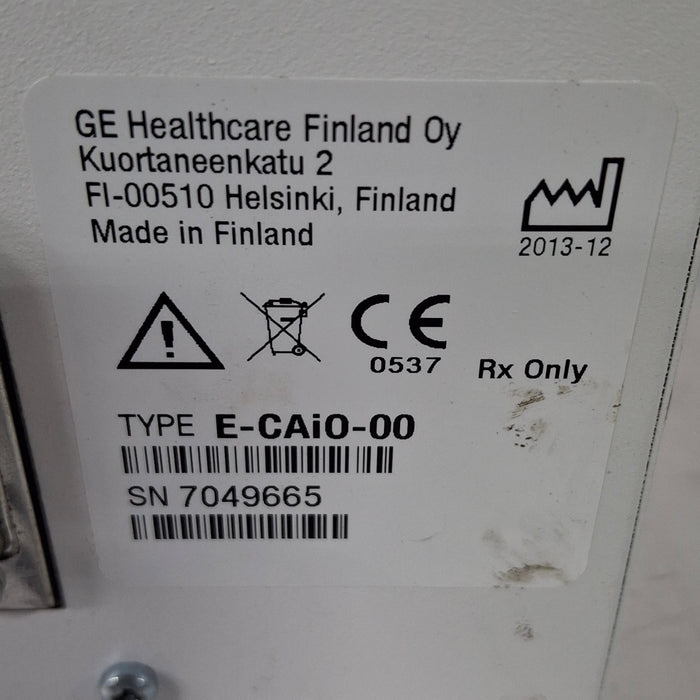 GE Healthcare Finland Oy
Kuortaneenkatu 2
FI-00510 Helsinki, Finland
Made in Finland
2013-12
CE
0537
Rx Only
TYPE E-CAiO-00
SN 7049665